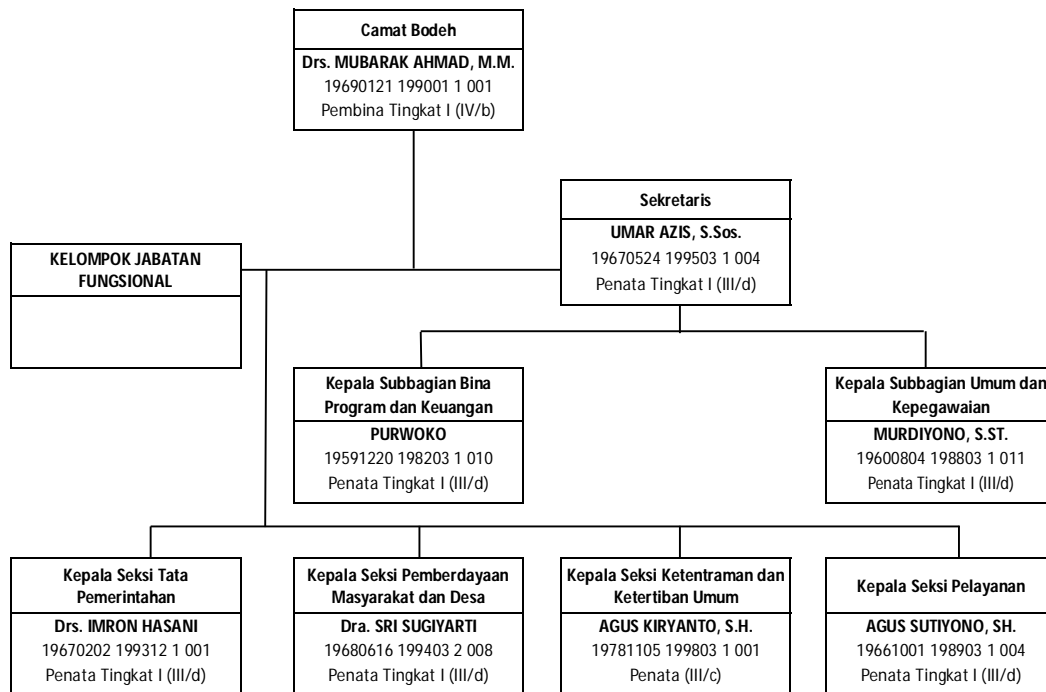 Camat Bodeh
Drs. MUBARAK AHMAD, M.M.
19690121 199001 1 001
Pembina Tingkat I (IV/b)
Sekretaris
UMAR AZIS, S.Sos.
19670524 199503 1 004
Penata Tingkat I (III/d)
KELOMPOK JABATAN
FUNGSIONAL
Kepala Subbagian Bina
Program dan Keuangan
PURWOKO
19591220 198203 1 010
Penata Tingkat I (III/d)
Kepala Subbagian Umum dan
Kepegawaian
MURDIYONO, S.ST.
19600804 198803 1 011
Penata Tingkat I (III/d)
Kepala Seksi Tata
Pemerintahan
Drs. IMRON HASANI
19670202 199312 1 001
Penata Tingkat I (III/d)
Kepala Seksi Pemberdayaan
Masyarakat dan Desa
Dra. SRI SUGIYARTI
19680616 199403 2 008
Penata Tingkat I (III/d)
Kepala Seksi Ketentraman dan
Ketertiban Umum
AGUS KIRYANTO, S.H.
19781105 199803 1 001
Penata (III/c)
Kepala Seksi Pelayanan
AGUS SUTIYONO, SH.
19661001 198903 1 004
Penata Tingkat I (III/d)